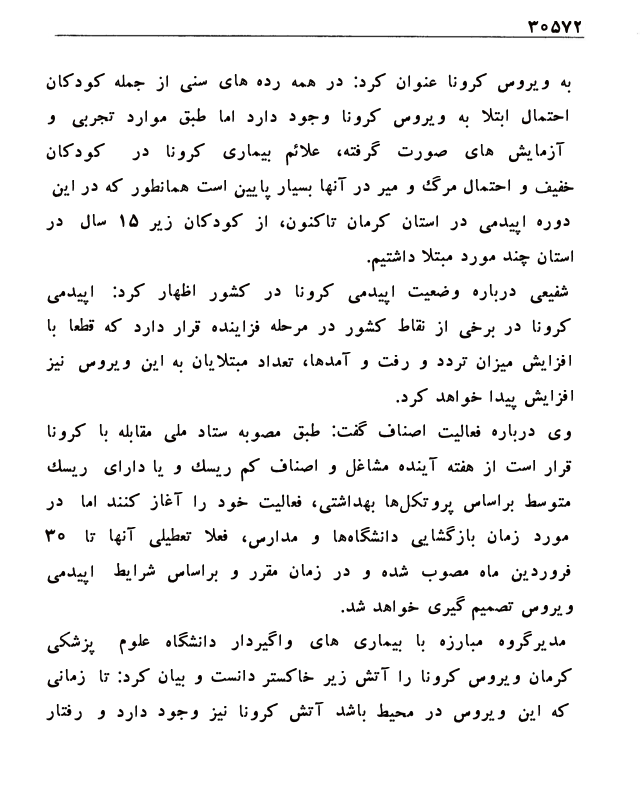 ۳۰۵۷۲
به ویروس کرونا عنوان کرد: در همه رده های سنی از جمله کودکان
احتمال ابتلا به ویروس کرونا وجود دارد اما طبق موارد تجربی و
آزمایش های صورت گرفته، علائم بیماری کرونا در کودکان
خفیف و احتمال مرگ و میر در آنها بسیار پایین است همانطور که در این
دوره اپیدمی در استان کرمان تاکنون، از کودکان زیر ۱۵ سال در
استان چند مورد مبتلا داشتیم.
شفیعی درباره وضعیت اپیدمی کرونا در کشور اظهار کرد: اپیدمی
کرونا در برخی از نقاط کشور در مرحله فزاینده قرار دارد که قطعا با
افزایش میزان تردد و رفت و آمدها، تعداد مبتلایان به این ویروس نیز
افزایش پیدا خواهد کرد.
وی درباره فعالیت اصناف گفت: طبق مصوبه ستاد ملی مقابله با کرونا
قرار است از هفته آینده مشاغل و اصناف کم ریسک و یا دارای ریسک
متوسط براساس پروتکل‌ها بهداشتی، فعالیت خود را آغاز کنند اما در
مورد زمان بازگشایی دانشگاه‌ها و مدارس، فعلا تعطیلی آنها تا ۳۰
فروردین ماه مصوب شده و در زمان مقرر و براساس شرایط اپیدمی
ویروس تصمیم گیری خواهد شد.
مدیرگروه مبارزه با بیماری های واگیردار دانشگاه علوم پزشکی
کرمان ویروس کرونا را آتش زیر خاکستر دانست و بیان کرد: تا زمانی
که این ویروس در محیط باشد آتش کرونا نیز وجود دارد و رفتار